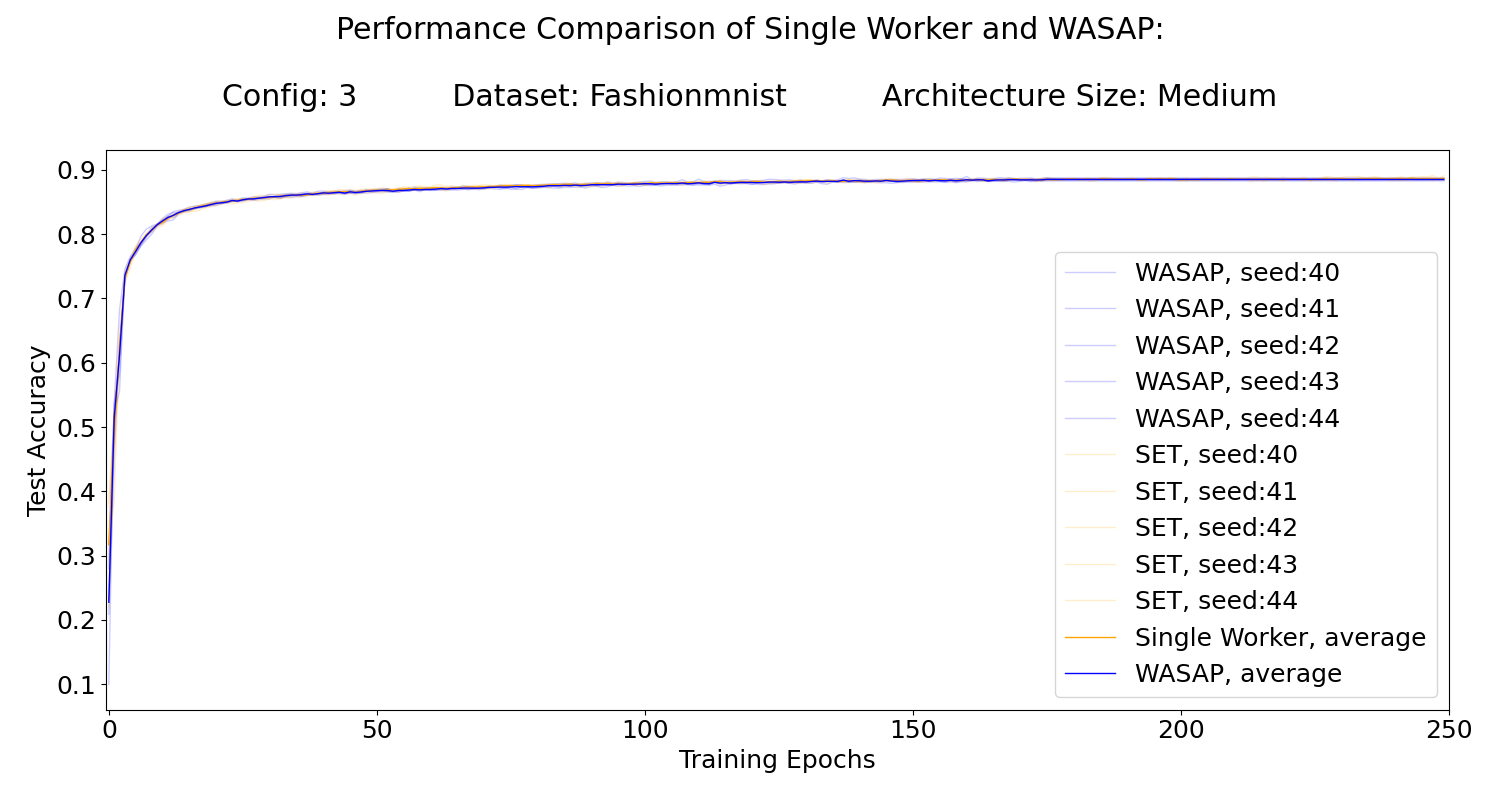 Performance Comparison of Single Worker and WASAP:
Config: 3 Dataset: Fashionmnist Architecture Size: Medium
0.9
0.8
0.7
0.6
0.5
0.4
0.3
0.2
0.1
Test Accuracy
WASAP, seed:40
WASAP, seed:41
WASAP, seed:42
WASAP, seed:43
WASAP, seed:44
SET, seed:40
SET, seed:41
SET, seed:42
SET, seed:43
SET, seed:44
Single Worker, average
WASAP, average
0 50 100 150 200 250
Training Epochs